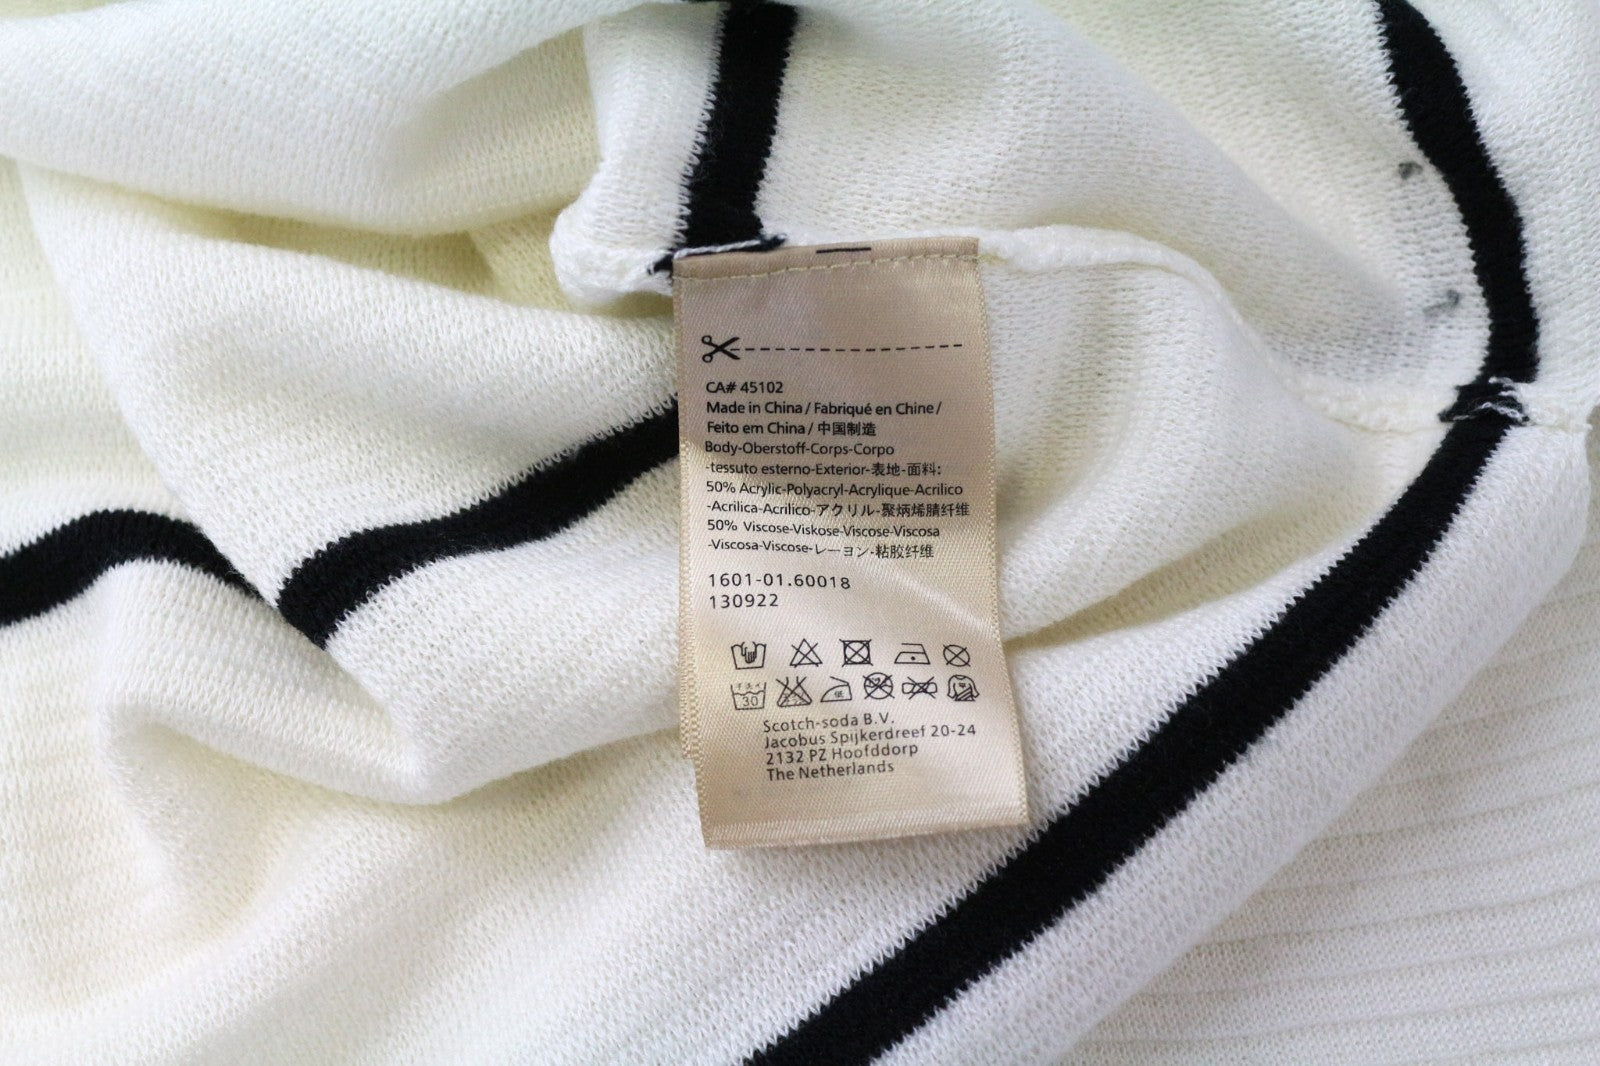 CA# 45102
Made in China / Fabriqué en Chine /
Feito em China / 中国制造
Body-Oberstoff-Corps-Corpo
-tessuto esterno-Exterior-表地-面料:
50% Acrylic-Polyacryl-Acrylique-Acrilico
-Acrilica-Acrilico-アクリル-聚炳烯腈纤维
50% Viscose-Viskose-Viscose-Viscosa
-Viscosa-Viscose-レーヨン-粘胶纤维
1601-01.60018
130922
30
Scotch-soda B.V.
Jacobus Spijkerdreef 20-24
2132 PZ Hoofddorp
The Netherlands